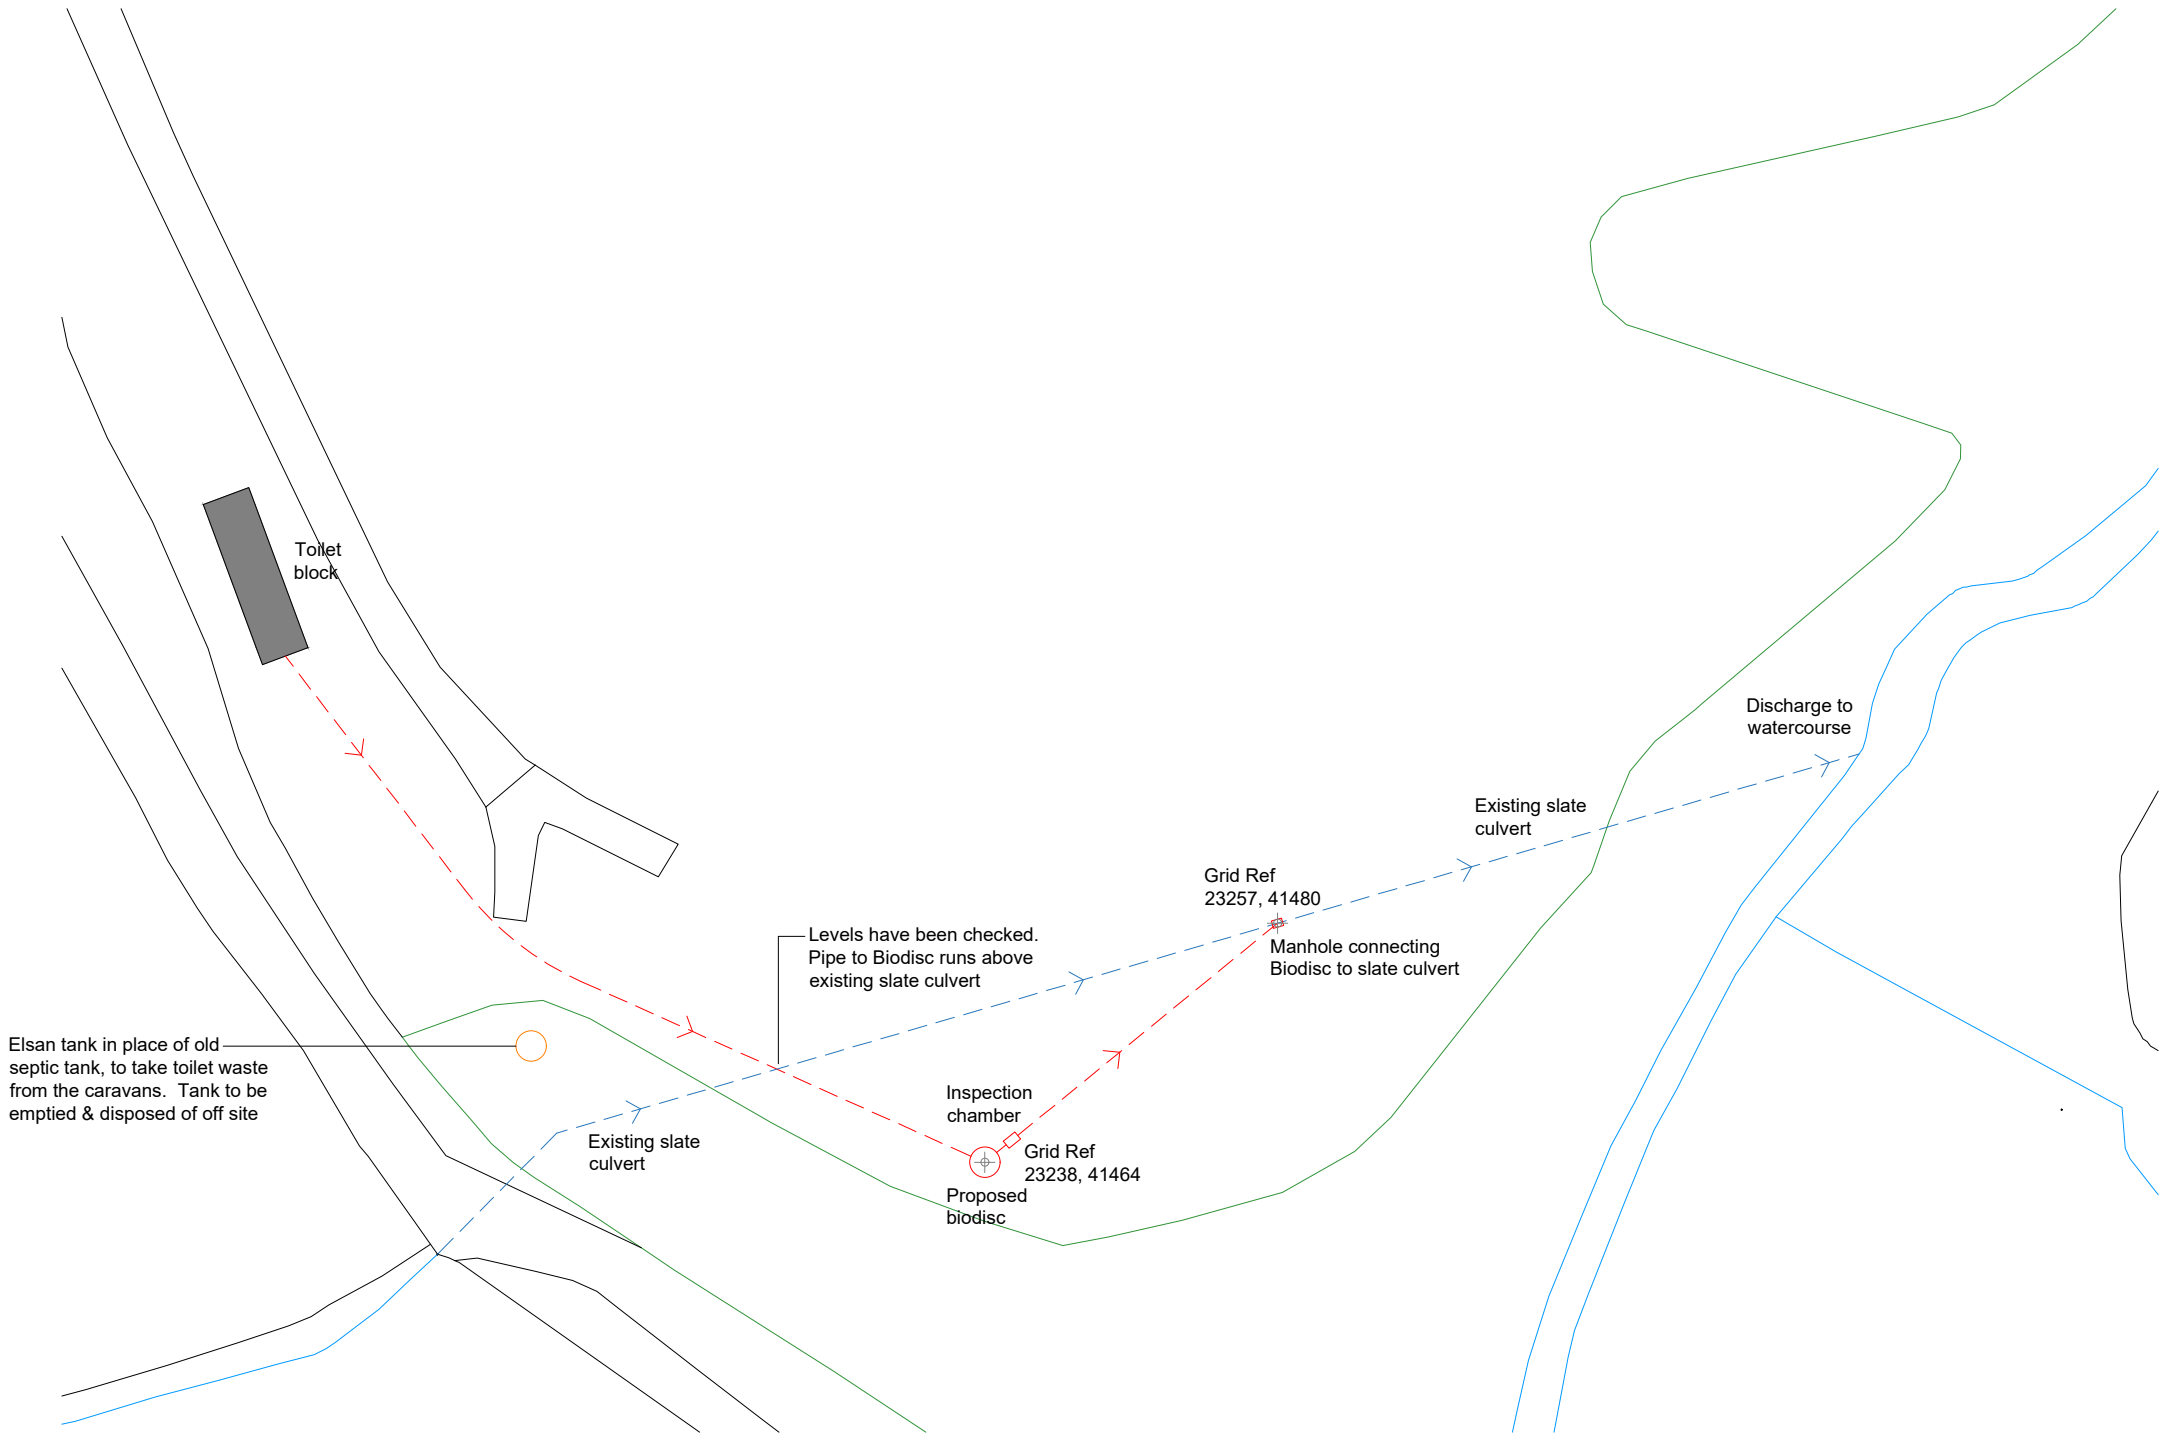 Toilet
block
Discharge to
watercourse
Existing slate
culvert
Grid Ref
23257, 41480
Levels have been checked.
Pipe to Biodisc runs above
existing slate culvert
Manhole connecting
Biodisc to slate culvert
Elsan tank in place of old
septic tank, to take toilet waste
from the caravans.  Tank to be
emptied & disposed of off site
Inspection
chamber
Existing slate
culvert
Grid Ref
23238, 41464
Proposed
biodisc